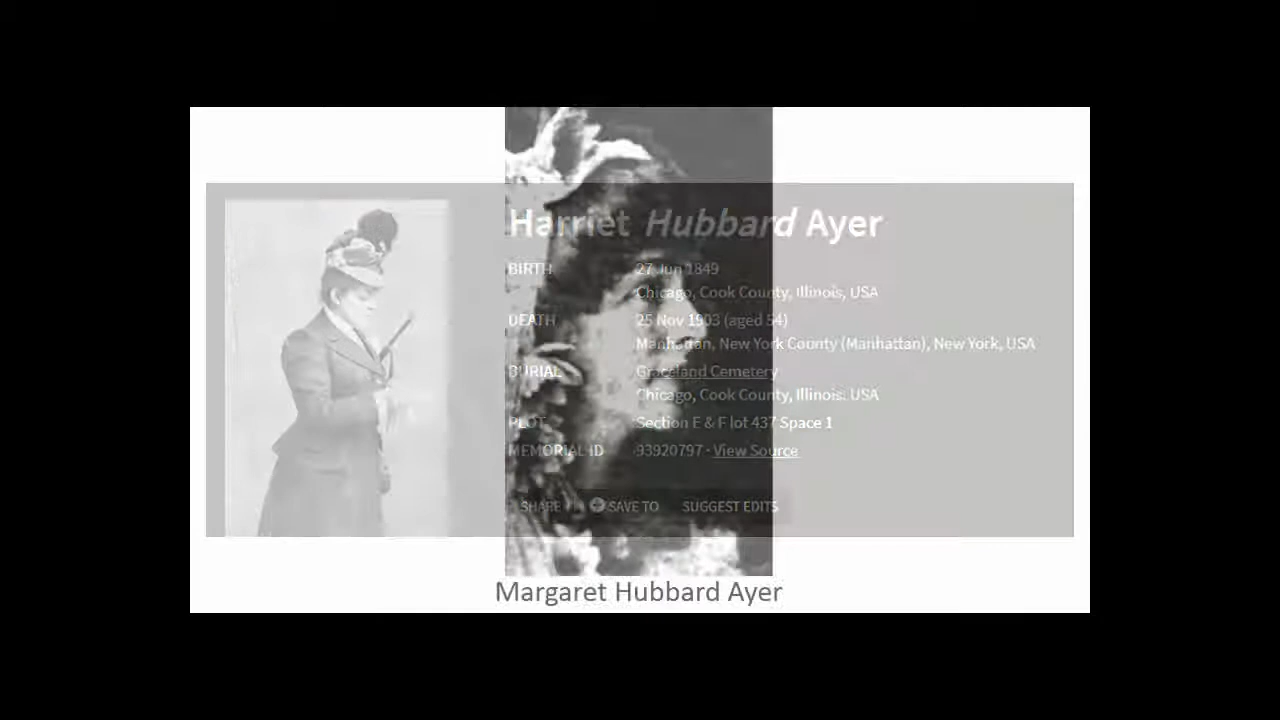 Harriet Hubbard Ayer
BIRTH 27 Jun 1849
Chicago, Cook County, Illinois, USA
DEATH 25 Nov 1903 (aged 54)
Manhattan, New York County (Manhattan), New York, USA
BURIAL Graceland Cemetery
Chicago, Cook County, Illinois, USA
PLOT Section E & F lot 437 Space 1
MEMORIAL ID 93920797 · View Source
SHARE SAVE TO SUGGEST EDITS
Margaret Hubbard Ayer